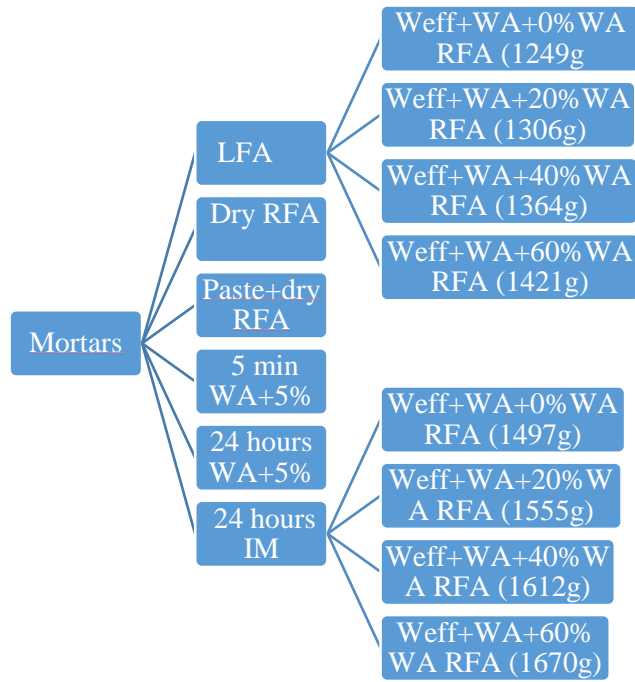 Mortars
LFA
Dry RFA
Paste+dry
RFA
5 min
WA+5%
24 hours
WA+5%
24 hours
IM
Weff+WA+0%WA
RFA (1249g
Weff+WA+20%WA
RFA (1306g)
Weff+WA+40%WA
RFA (1364g)
Weff+WA+60%WA
RFA (1421g)
Weff+WA+0%WA
RFA (1497g)
Weff+WA+20%W
A RFA (1555g)
Weff+WA+40%W
A RFA (1612g)
Weff+WA+60%
WA RFA (1670g)